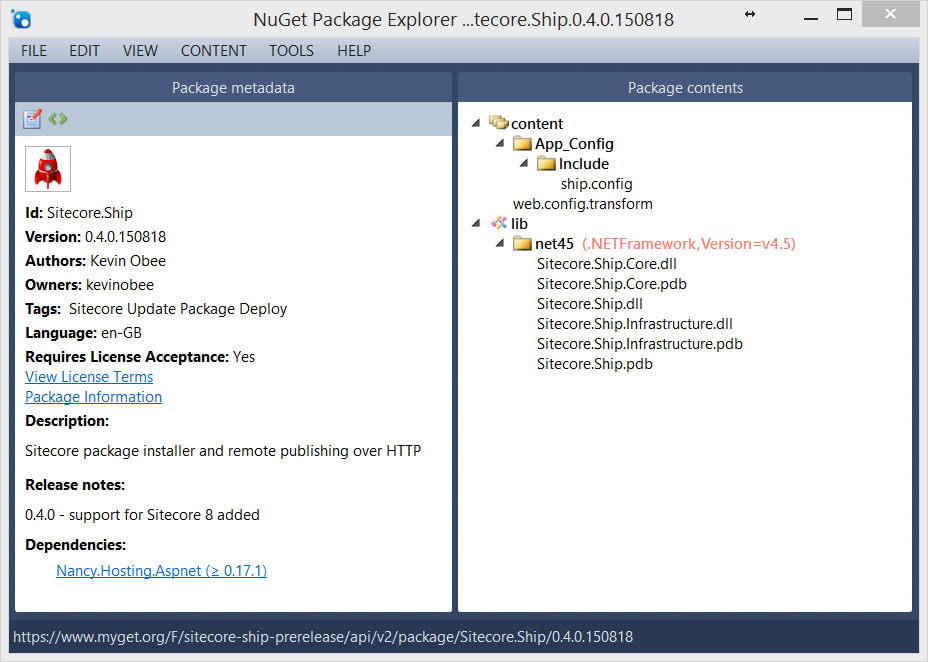 NuGet Package Explorer ...tecore.Ship.0.4.0.150818
FILE EDIT VIEW CONTENT TOOLS HELP
Package metadata
Id: Sitecore.Ship
Version: 0.4.0.150818
Authors: Kevin Obee
Owners: kevinobee
Tags: Sitecore Update Package Deploy
Language: en-GB
Requires License Acceptance: Yes
View License Terms
Package Information
Description:
Sitecore package installer and remote publishing over HTTP
Release notes:
0.4.0 - support for Sitecore 8 added
Dependencies:
Nancy.Hosting.Aspnet (≥ 0.17.1)
Package contents
content
App_Config
Include
ship.config
web.config.transform
lib
net45 (.NETFramework,Version=v4.5)
Sitecore.Ship.Core.dll
Sitecore.Ship.Core.pdb
Sitecore.Ship.dll
Sitecore.Ship.Infrastructure.dll
Sitecore.Ship.Infrastructure.pdb
Sitecore.Ship.pdb
https://www.myget.org/F/sitecore-ship-prerelease/api/v2/package/Sitecore.Ship/0.4.0.150818